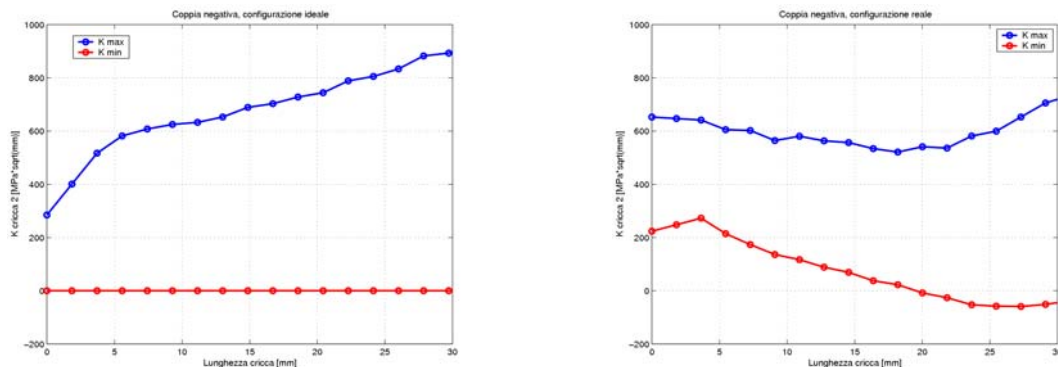 Coppia negativa, configurazione ideale
1000
800
600
400
200
0
−200
K cricca 2 [MPa*sqrt(mm)]
K max
K min
0 5 10 15 20 25 30
Lunghezza cricca [mm]
Coppia negativa, configurazione reale
1000
800
600
400
200
0
−200
K cricca 2 [MPa*sqrt(mm)]
K max
K min
0 5 10 15 20 25 30
Lunghezza cricca [mm]